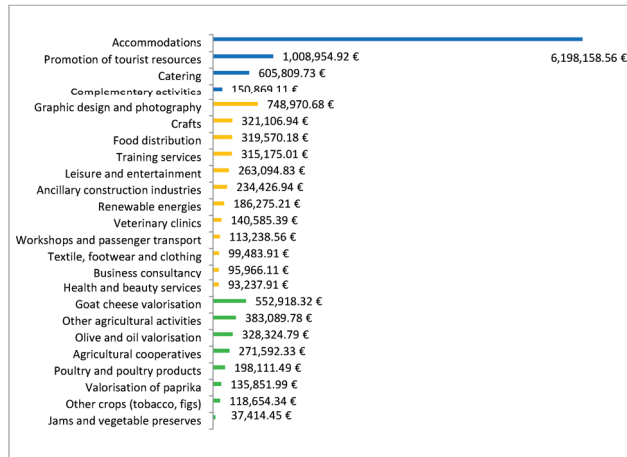 Accommodations 6,198,158.56 €
Promotion of tourist resources 1,008,954.92 €
Catering 605,809.73 €
Complementary activities 150,869.11 €
Graphic design and photography 748,970.68 €
Crafts 321,106.94 €
Food distribution 319,570.18 €
Training services 315,175.01 €
Leisure and entertainment 263,094.83 €
Ancillary construction industries 234,426.94 €
Renewable energies 186,275.21 €
Veterinary clinics 140,585.39 €
Workshops and passenger transport 113,238.56 €
Textile, footwear and clothing 99,483.91 €
Business consultancy 95,966.11 €
Health and beauty services 93,237.91 €
Goat cheese valorisation 552,918.32 €
Other agricultural activities 383,089.78 €
Olive and oil valorisation 328,324.79 €
Agricultural cooperatives 271,592.33 €
Poultry and poultry products 198,111.49 €
Valorisation of paprika 135,851.99 €
Other crops (tobacco, figs) 118,654.34 €
Jams and vegetable preserves 37,414.45 €